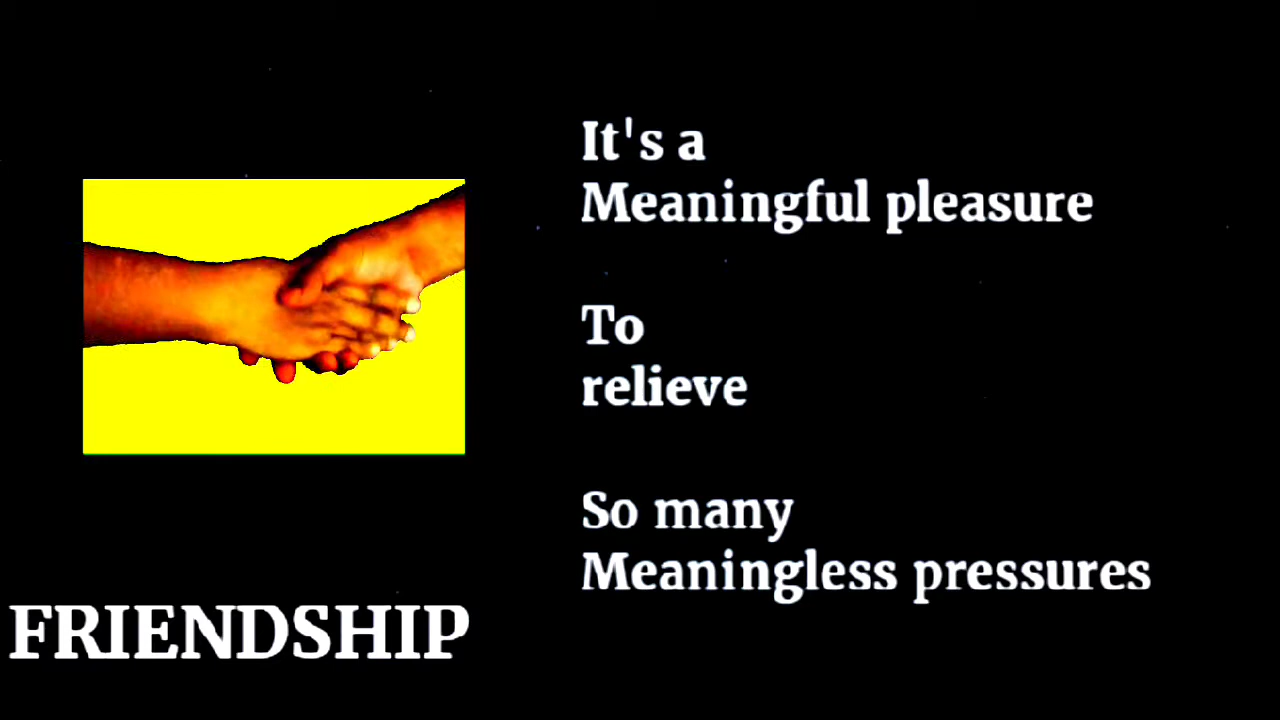 It's a
Meaningful pleasure
To
relieve
So many
Meaningless pressures
FRIENDSHIP